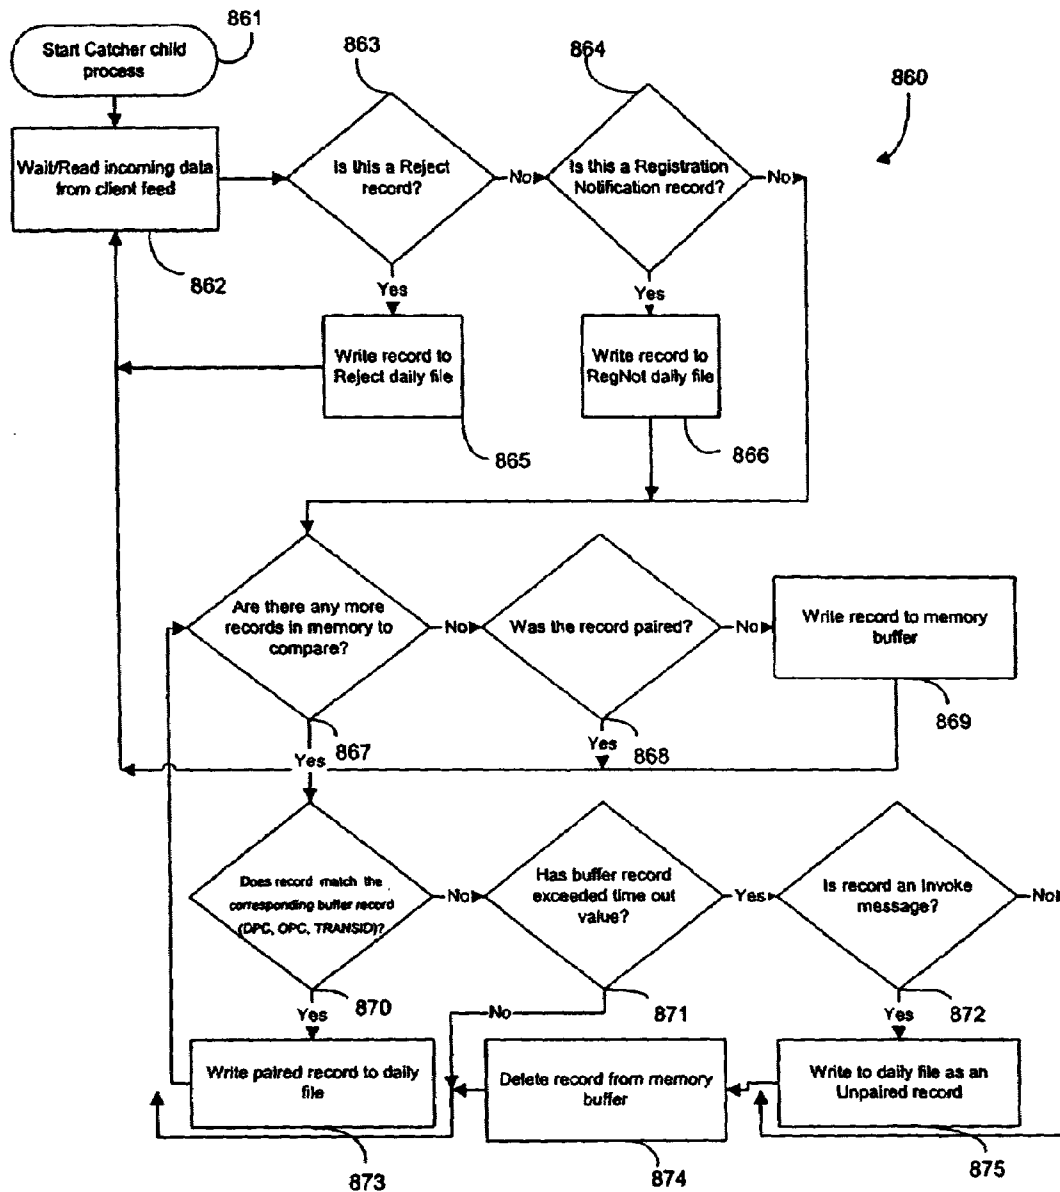 861
Start Catcher child
process
863
864
860
Wait/Read incoming data
from client feed
Is this a Reject
record?
No
Is this a Registration
Notification record?
No
862
Yes
Yes
Write record to
Reject daily file
Write record to
RegNot daily file
865
866
Are there any more
records in memory to
compare?
No
Was the record paired?
No
Write record to memory
buffer
867
Yes
868
Yes
869
Does record match the
corresponding buffer record
(DPC, OPC, TRANSID)?
No
Has buffer record
exceeded time out
value?
Yes
Is record an Invoke
message?
No
870
Yes
No
871
872
Yes
Write paired record to daily
file
Delete record from memory
buffer
Write to daily file as an
Unpaired record
873
874
875